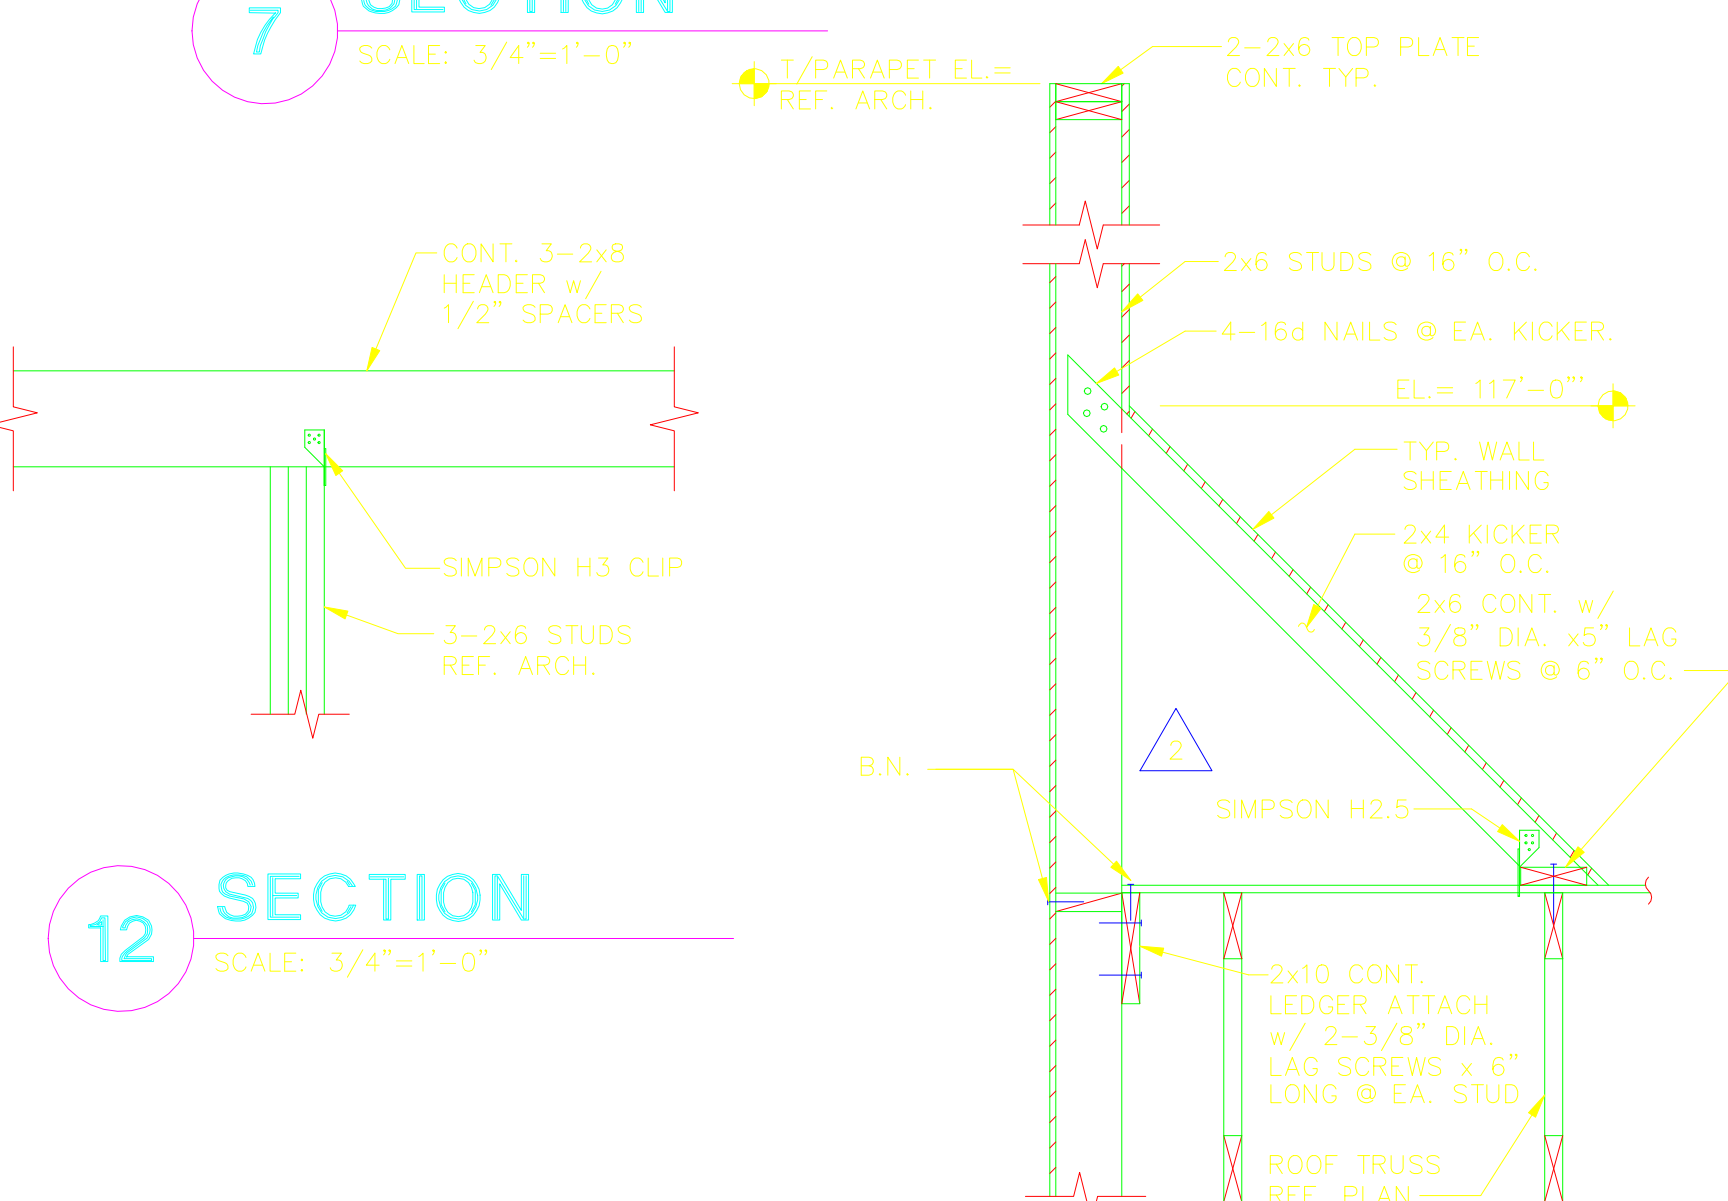 7
SECTION
SCALE: 3/4"=1'-0"
CONT. 3-2x8
HEADER w/
1/2" SPACERS
SIMPSON H3 CLIP
3-2x6 STUDS
REF. ARCH.
12
SECTION
SCALE: 3/4"=1'-0"
T/PARAPET EL.=
REF. ARCH.
2-2x6 TOP PLATE
CONT. TYP.
2x6 STUDS @ 16" O.C.
4-16d NAILS @ EA. KICKER.
EL.= 117'-0"'
TYP. WALL
SHEATHING
2x4 KICKER
@ 16" O.C.
2x6 CONT. w/
3/8" DIA. x5" LAG
SCREWS @ 6" O.C.
2
B.N.
SIMPSON H2.5
2x10 CONT.
LEDGER ATTACH
w/ 2-3/8" DIA.
LAG SCREWS x 6"
LONG @ EA. STUD
ROOF TRUSS
REF. PLAN